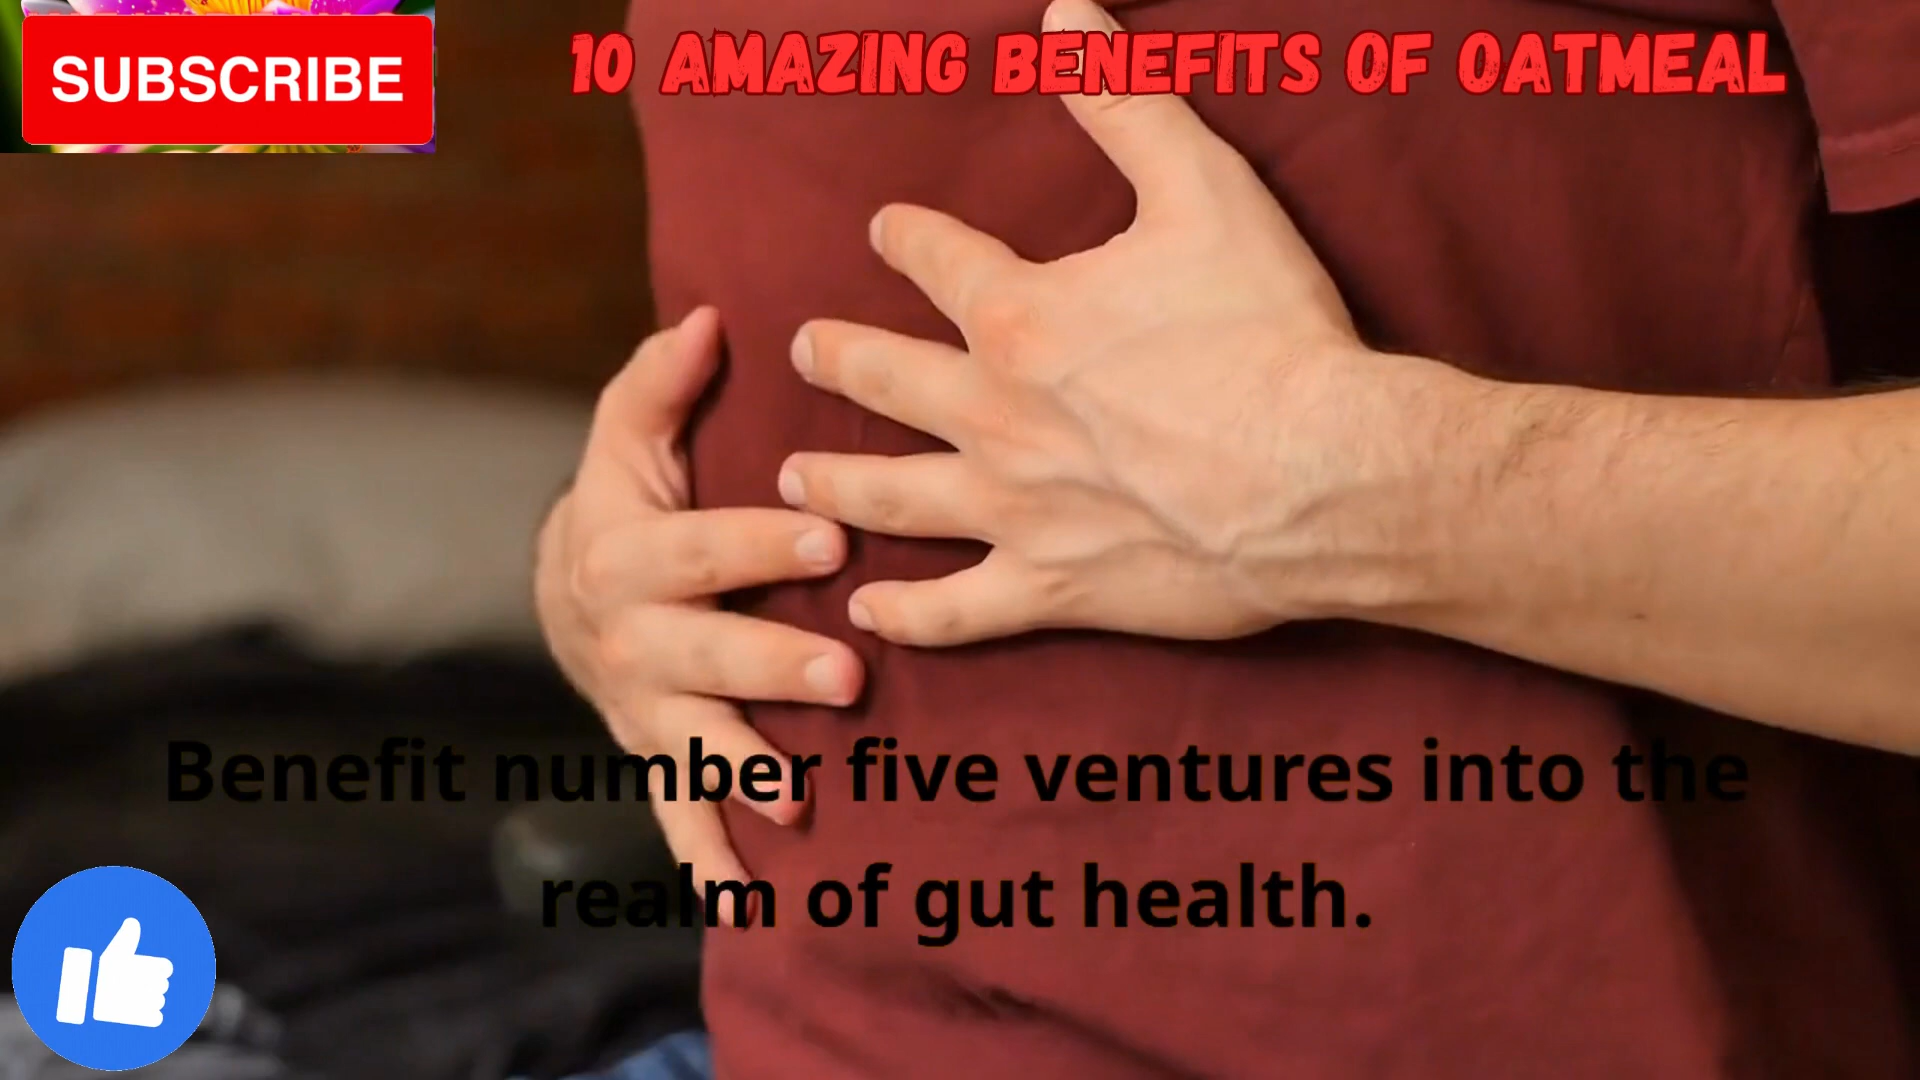 SUBSCRIBE
10 AMAZING BENEFITS OF OATMEAL
Benefit number five ventures into the
realm of gut health.